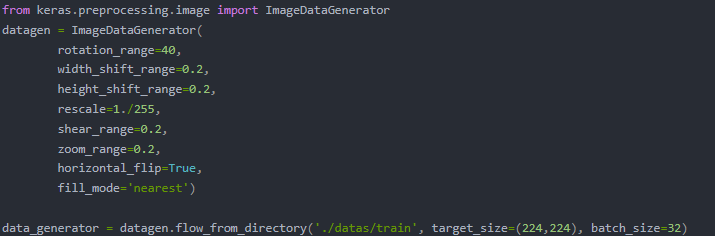 from keras.preprocessing.image import ImageDataGenerator
datagen = ImageDataGenerator(
        rotation_range=40,
        width_shift_range=0.2,
        height_shift_range=0.2,
        rescale=1./255,
        shear_range=0.2,
        zoom_range=0.2,
        horizontal_flip=True,
        fill_mode='nearest')
data_generator = datagen.flow_from_directory('./datas/train', target_size=(224,224), batch_size=32)